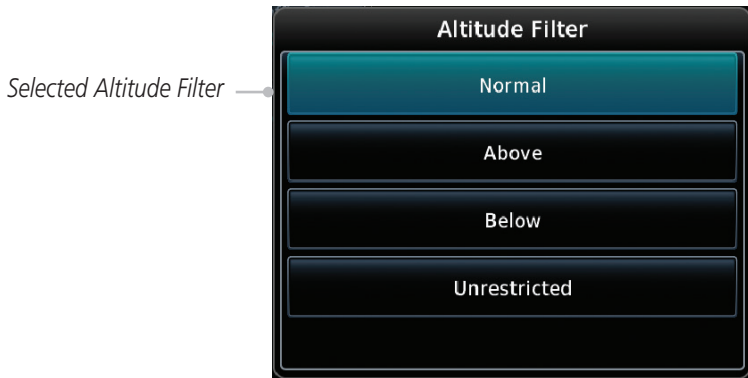 Altitude Filter
Selected Altitude Filter
Normal
Above
Below
Unrestricted